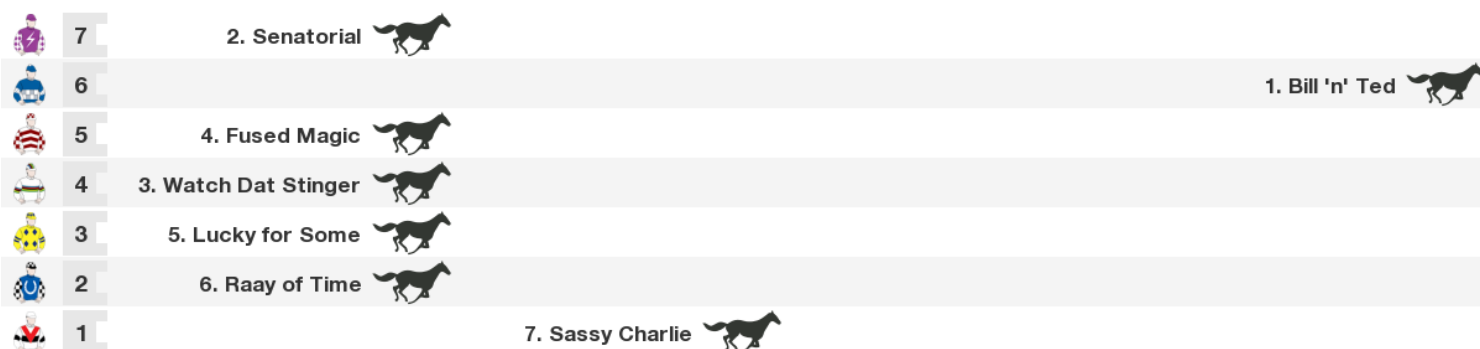 7 2. Senatorial
6 1. Bill 'n' Ted
5 4. Fused Magic
4 3. Watch Dat Stinger
3 5. Lucky for Some
2 6. Raay of Time
1 7. Sassy Charlie